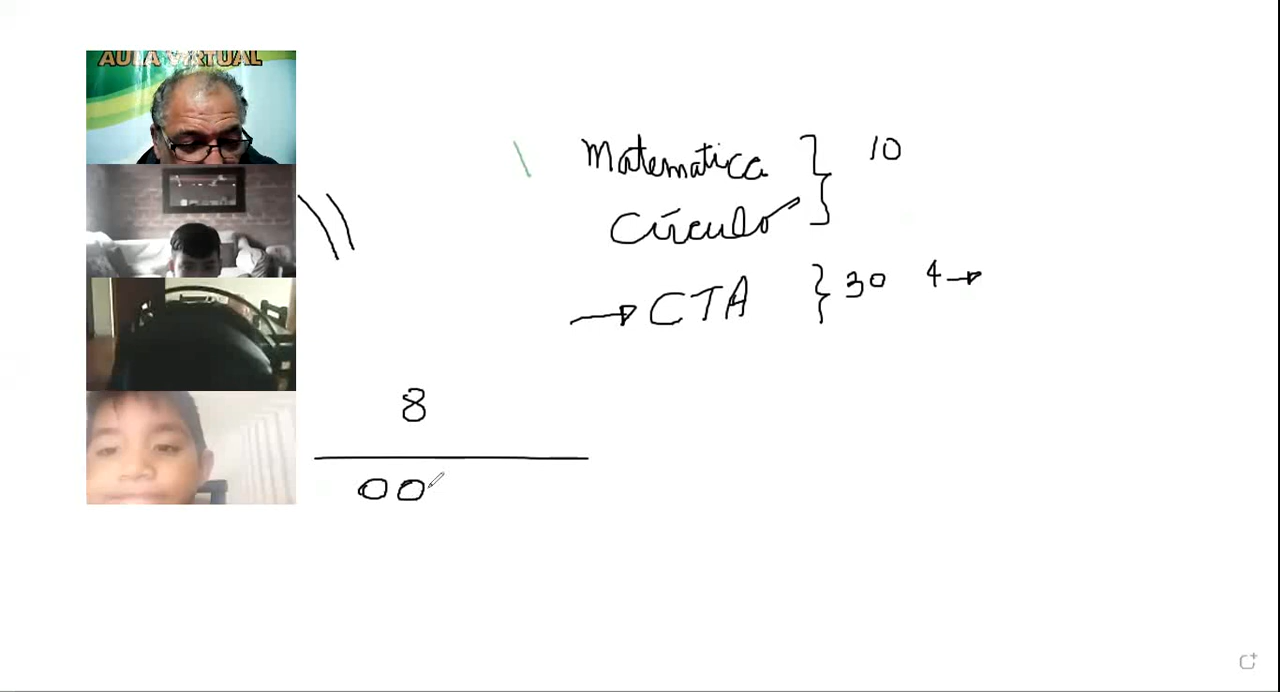 AULA VIRTUAL
Matematica } 10
Círculo
→ CTA } 30 4→
8
00